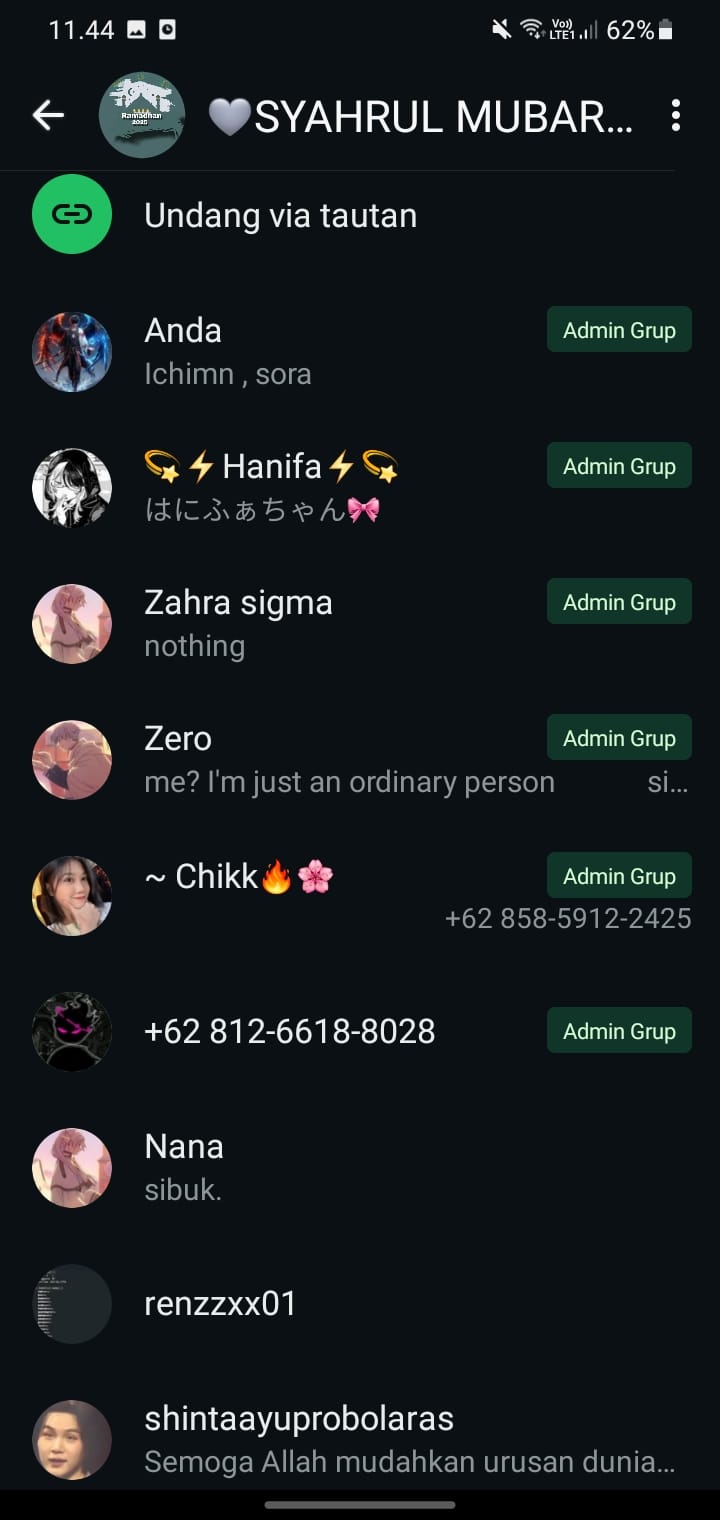 11.44
Vo)) LTE1 62%
🤍SYAHRUL MUBAR...
Ramadhan
2025
Undang via tautan
Anda Admin Grup
Ichimn , sora
💫⚡Hanifa⚡💫 Admin Grup
はにふぁちゃん🎀
Zahra sigma Admin Grup
nothing
Zero Admin Grup
me? I'm just an ordinary person si...
~ Chikk🔥🌸 Admin Grup
+62 858-5912-2425
+62 812-6618-8028 Admin Grup
Nana
sibuk.
renzzxx01
shintaayuprobolaras
Semoga Allah mudahkan urusan dunia...